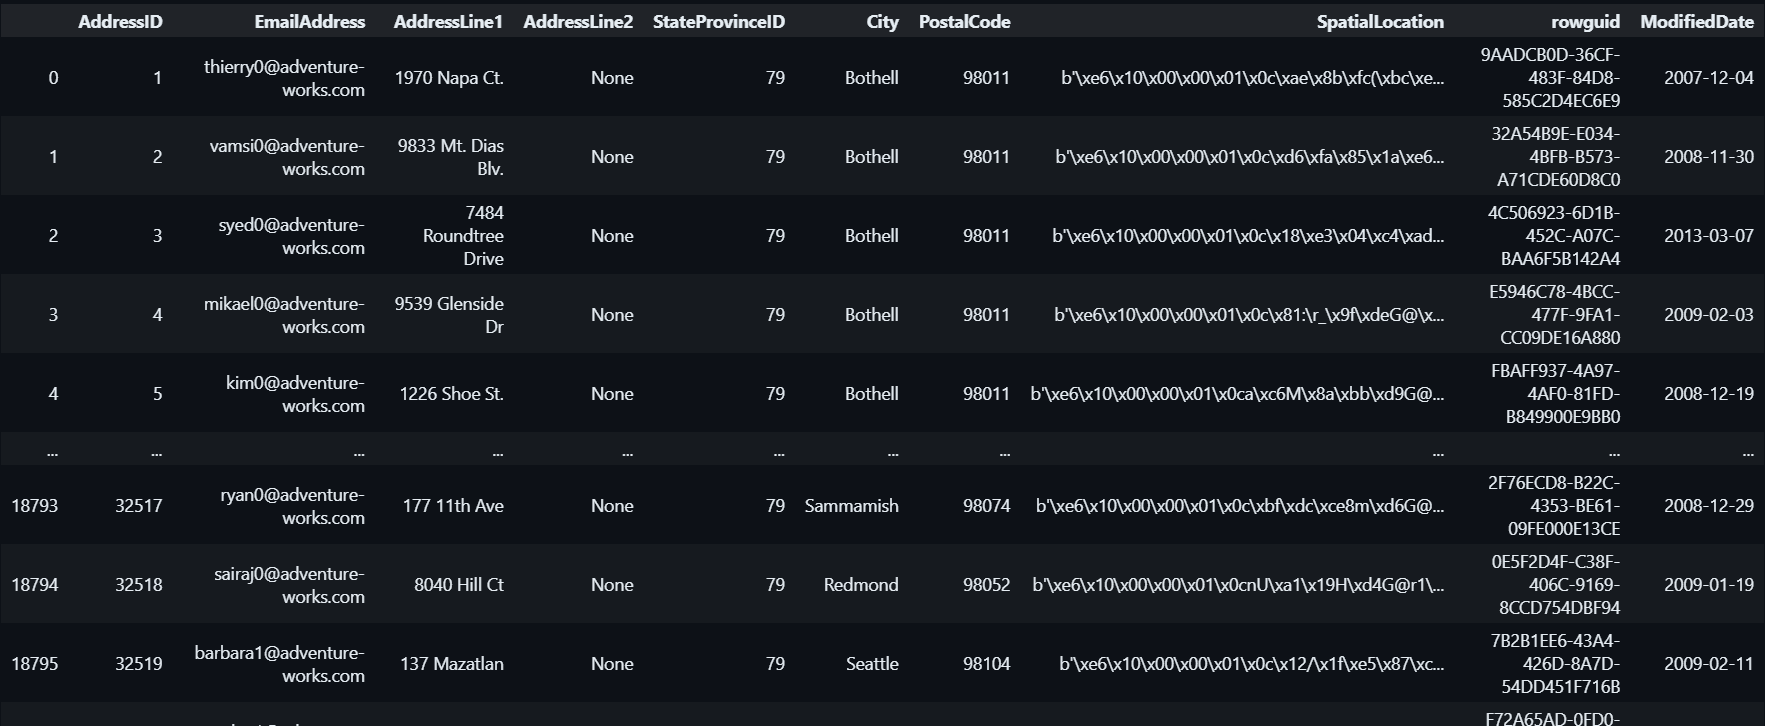 AddressID EmailAddress AddressLine1 AddressLine2 StateProvinceID City PostalCode SpatialLocation rowguid ModifiedDate
0 1 thierry0@adventure-works.com 1970 Napa Ct. None 79 Bothell 98011 b'\xe6\x10\x00\x00\x01\x0c\xae\x8b\xfc(\xbc\xe... 9AADCB0D-36CF-483F-84D8-585C2D4EC6E9 2007-12-04
1 2 vamsi0@adventure-works.com 9833 Mt. Dias Blv. None 79 Bothell 98011 b'\xe6\x10\x00\x00\x01\x0c\xd6\xfa\x85\x1a\xe6... 32A54B9E-E034-4BFB-B573-A71CDE60D8C0 2008-11-30
2 3 syed0@adventure-works.com 7484 Roundtree Drive None 79 Bothell 98011 b'\xe6\x10\x00\x00\x01\x0c\x18\xe3\x04\xc4\xad... 4C506923-6D1B-452C-A07C-BAA6F5B142A4 2013-03-07
3 4 mikael0@adventure-works.com 9539 Glenside Dr None 79 Bothell 98011 b'\xe6\x10\x00\x00\x01\x0c\x81:\r_\x9f\xdeG@\x... E5946C78-4BCC-477F-9FA1-CC09DE16A880 2009-02-03
4 5 kim0@adventure-works.com 1226 Shoe St. None 79 Bothell 98011 b'\xe6\x10\x00\x00\x01\x0ca\xc6M\x8a\xbb\xd9G@... FBAFF937-4A97-4AF0-81FD-B849900E9BB0 2008-12-19
... ... ... ... ... ... ... ... ... ... ...
18793 32517 ryan0@adventure-works.com 177 11th Ave None 79 Sammamish 98074 b'\xe6\x10\x00\x00\x01\x0c\xbf\xdc\xce8m\xd6G@... 2F76ECD8-B22C-4353-BE61-09FE000E13CE 2008-12-29
18794 32518 sairaj0@adventure-works.com 8040 Hill Ct None 79 Redmond 98052 b'\xe6\x10\x00\x00\x01\x0cnU\xa1\x19H\xd4G@r1\... 0E5F2D4F-C38F-406C-9169-8CCD754DBF94 2009-01-19
18795 32519 barbara1@adventure-works.com 137 Mazatlan None 79 Seattle 98104 b'\xe6\x10\x00\x00\x01\x0c\x12/\x1f\xe5\x87\xc... 7B2B1EE6-43A4-426D-8A7D-54DD451F716B 2009-02-11
F72A65AD-0FD0-